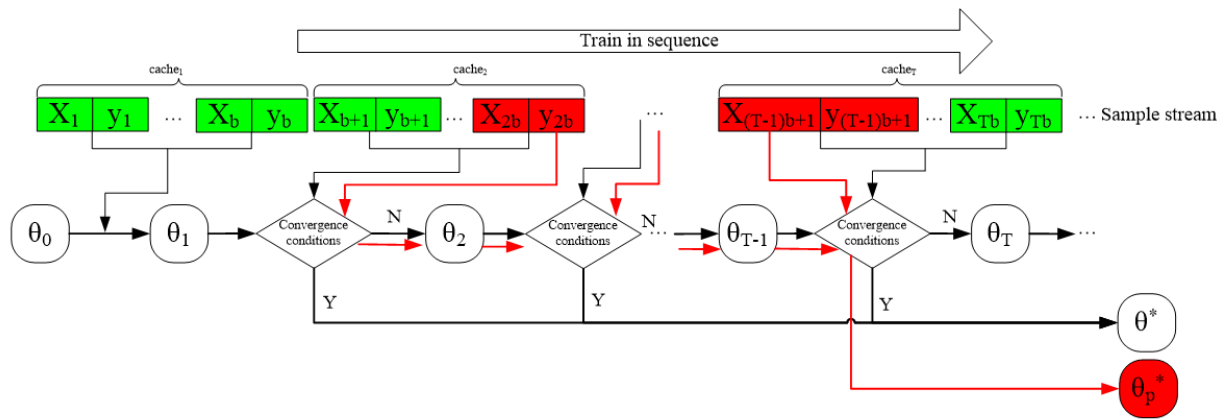 Train in sequence
cache1 cache2 cacheT
X1 y1 ... Xb yb Xb+1 yb+1 ... X2b y2b ... X(T-1)b+1 y(T-1)b+1 ... XTb yTb ... Sample stream
θ0 θ1 Convergence conditions N θ2 Convergence conditions N ... θT-1 Convergence conditions N θT ...
Y Y Y
θ*
θp*